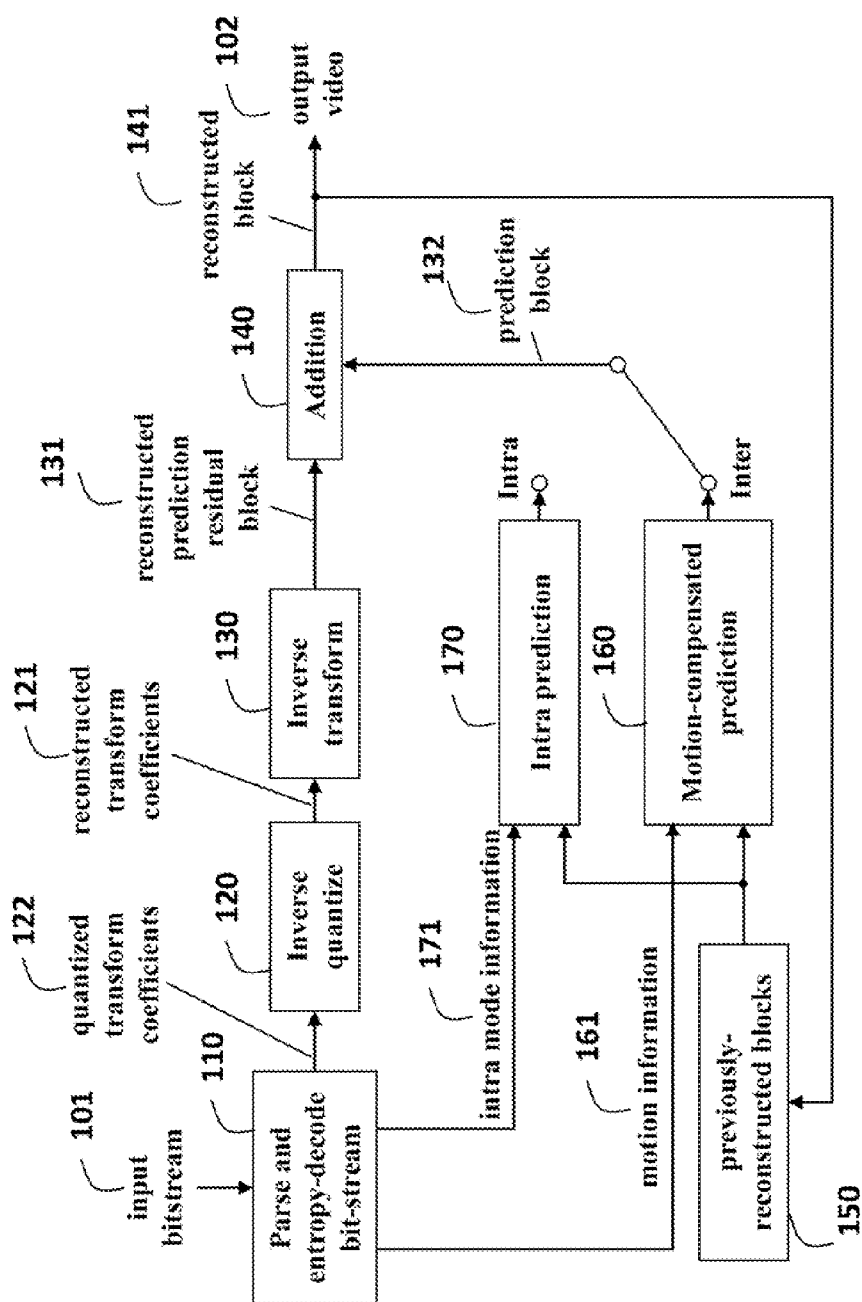 101
input
bitstream
110
Parse and
entropy-decode
bit-stream
122
quantized
transform
coefficients
120
Inverse
quantize
121
reconstructed
transform
coefficients
130
Inverse
transform
131
reconstructed
prediction
residual
block
140
Addition
141
reconstructed
block
102
output
video
132
prediction
block
171
intra mode information
170
Intra prediction
Intra
161
motion information
160
Motion-compensated
prediction
Inter
previously-
reconstructed blocks
150